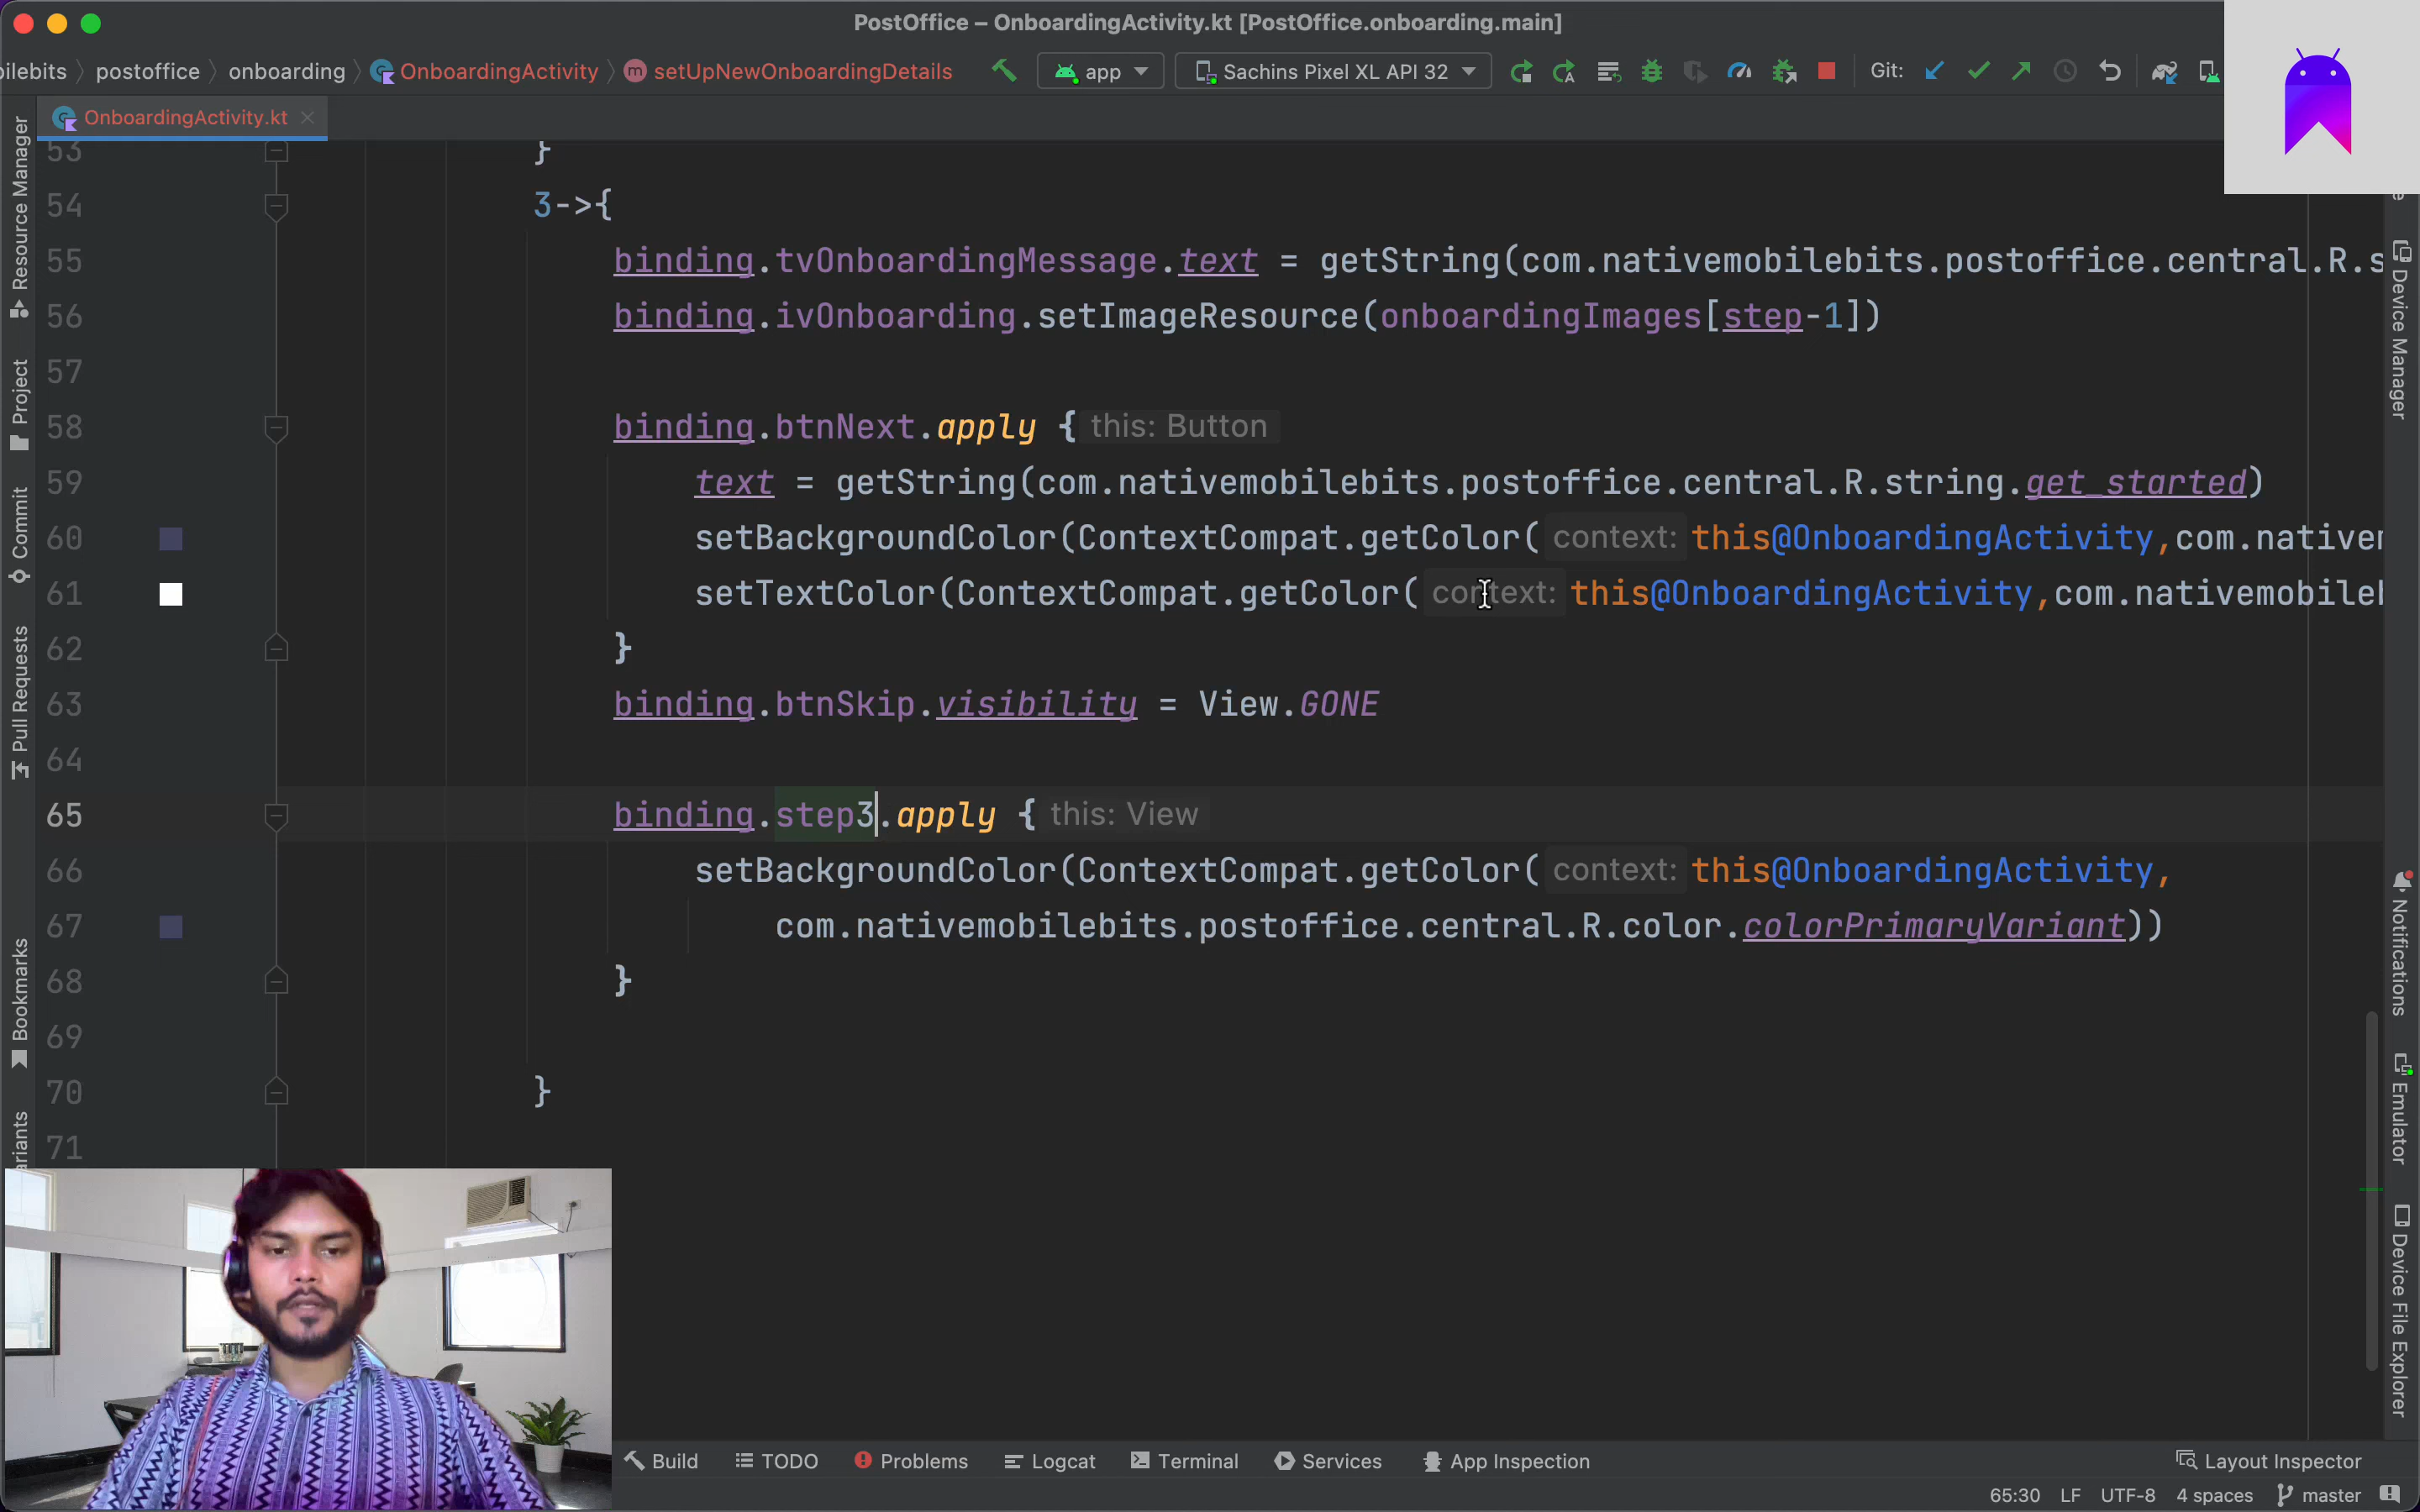 PostOffice – OnboardingActivity.kt [PostOffice.onboarding.main]
ilebits
postoffice
onboarding
OnboardingActivity
m setUpNewOnboardingDetails
app
Sachins Pixel XL API 32
Git:
OnboardingActivity.kt
53 }
54 3->{
55 binding.tvOnboardingMessage.text = getString(com.nativemobilebits.postoffice.central.R.s
56 binding.ivOnboarding.setImageResource(onboardingImages[step-1])
57
58 binding.btnNext.apply { this: Button
59 text = getString(com.nativemobilebits.postoffice.central.R.string.get_started)
60 setBackgroundColor(ContextCompat.getColor( context: this@OnboardingActivity,com.native
61 setTextColor(ContextCompat.getColor( context: this@OnboardingActivity,com.nativemobile
62 }
63 binding.btnSkip.visibility = View.GONE
64
65 binding.step3.apply { this: View
66 setBackgroundColor(ContextCompat.getColor( context: this@OnboardingActivity,
67 com.nativemobilebits.postoffice.central.R.color.colorPrimaryVariant))
68 }
69
70 }
71
Resource Manager
Project
Commit
Pull Requests
Bookmarks
ariants
Device Manager
Notifications
Emulator
Device File Explorer
Build
TODO
Problems
Logcat
Terminal
Services
App Inspection
Layout Inspector
65:30
LF
UTF-8
4 spaces
master